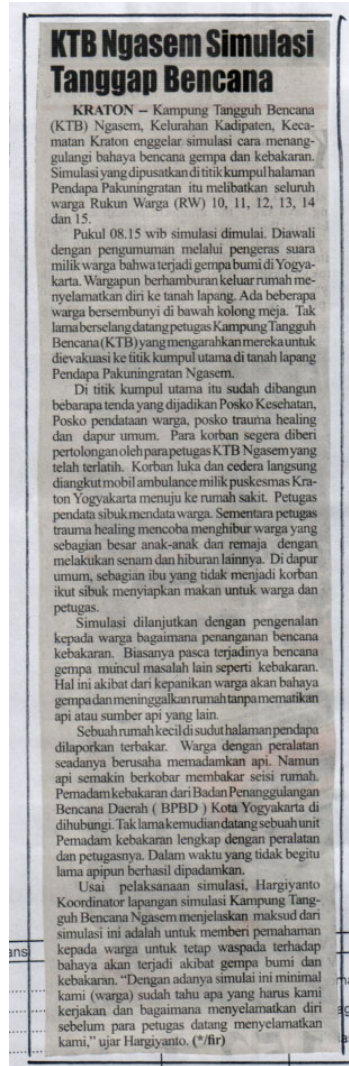 KTB Ngasem Simulasi
Tanggap Bencana
KRATON -- Kampung Tangguh Bencana
(KTB) Ngasem, Kelurahan Kadipaten, Keca-
matan Kraton enggelar simulasi cara menang-
gulangi bahaya bencana gempa dan kebakaran.
Simulasi yang dipusatkan di titik kumpul halaman
Pendapa Pakuningratan itu melibatkan seluruh
warga Rukun Warga (RW) 10, 11, 12, 13, 14
dan 15.
Pukul 08.15 wib simulasi dimulai. Diawali
dengan pengumuman melalui pengeras suara
milik warga bahwa terjadi gempa bumi di Yogya-
karta. Wargapun berhamburan keluar rumah me-
nyelamatkan diri ke tanah lapang. Ada beberapa
warga bersembunyi di bawah kolong meja. Tak
lama berselang datang petugas Kampung Tangguh
Bencana (KTB) yang mengarahkan mereka untuk
dievakuasi ke titik kumpul utama di tanah lapang
Pendapa Pakuningratan Ngasem.
Di titik kumpul utama itu sudah dibangun
bebarapa tenda yang dijadikan Posko Kesehatan,
Posko pendataan warga, posko trauma healing
dan dapur umum. Para korban segera diberi
pertolongan oleh para petugas KTB Ngasem yang
telah terlatih. Korban luka dan cedera langsung
diangkut mobil ambulance milik puskesmas Kra-
ton Yogyakarta menuju ke rumah sakit. Petugas
pendata sibuk mendata warga. Sementara petugas
trauma healing mencoba menghibur warga yang
sebagian besar anak-anak dan remaja dengan
melakukan senam dan hiburan lainnya. Di dapur
umum, sebagian ibu yang tidak menjadi korban
ikut sibuk menyiapkan makan untuk warga dan
petugas.
Simulasi dilanjutkan dengan pengenalan
kepada warga bagaimana penanganan bencana
kebakaran. Biasanya pasca terjadinya bencana
gempa muncul masalah lain seperti kebakaran.
Hal ini akibat dari kepanikan warga akan bahaya
gempa dan meninggalkan rumah tanpa mematikan
api atau sumber api yang lain.
Sebuah rumah kecil di sudut halaman pendapa
dilaporkan terbakar. Warga dengan peralatan
seadanya berusaha memadamkan api. Namun
api semakin berkobar membakar seisi rumah.
Pemadam kebakaran dari Badan Penanggulangan
Bencana Daerah ( BPBD ) Kota Yogyakarta di
dihubungi. Tak lama kemudian datang sebuah unit
Pemadam kebakaran lengkap dengan peralatan
dan petugasnya. Dalam waktu yang tidak begitu
lama apipun berhasil dipadamkan.
Usai pelaksanaan simulasi, Hargiyanto
Koordinator lapangan simulasi Kampung Tang-
guh Bencana Ngasem menjelaskan maksud dari
simulasi ini adalah untuk memberi pemahaman
kepada warga untuk tetap waspada terhadap
bahaya akan terjadi akibat gempa bumi dan
kebakaran. “Dengan adanya simulai ini minimal
kami (warga) sudah tahu apa yang harus kami
kerjakan dan bagaimana menyelamatkan diri
sebelum para petugas datang menyelamatkan
kami,” ujar Hargiyanto. (*/fir)